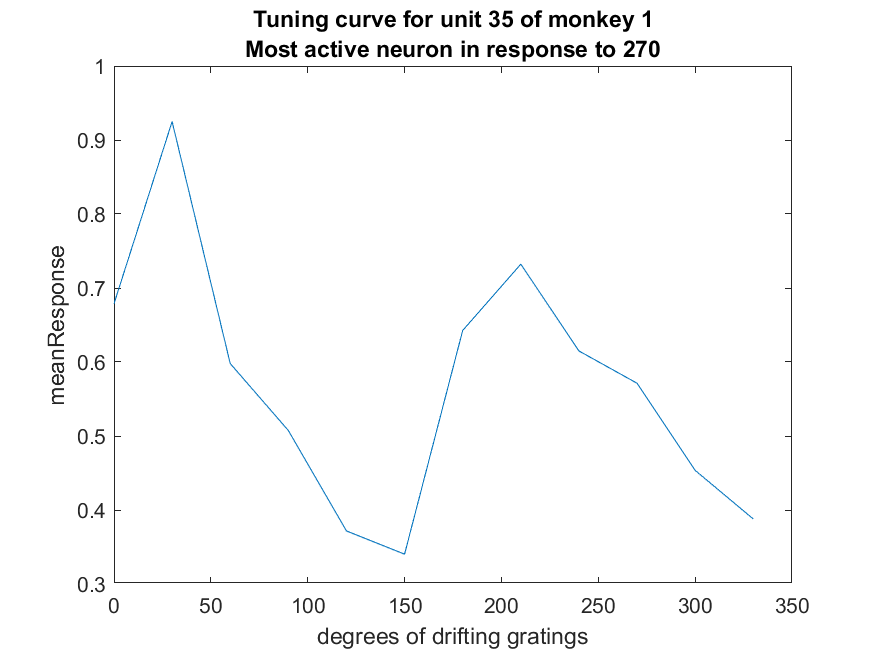 Tuning curve for unit 35 of monkey 1
Most active neuron in response to 270
1
0.9
0.8
0.7
0.6
0.5
0.4
0.3
meanResponse
0 50 100 150 200 250 300 350
degrees of drifting gratings